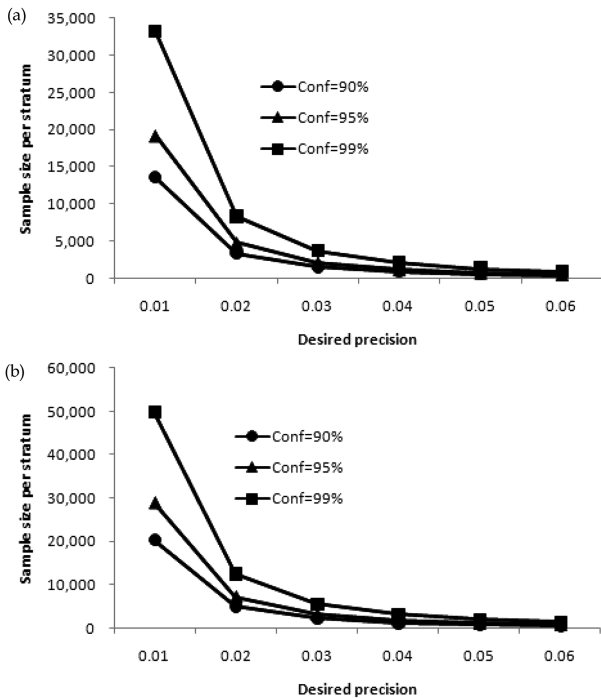 (a)
35,000
30,000
25,000
20,000
15,000
10,000
5,000
0
Sample size per stratum
Conf=90%
Conf=95%
Conf=99%
0.01 0.02 0.03 0.04 0.05 0.06
Desired precision
(b)
60,000
50,000
40,000
30,000
20,000
10,000
0
Sample size per stratum
Conf=90%
Conf=95%
Conf=99%
0.01 0.02 0.03 0.04 0.05 0.06
Desired precision